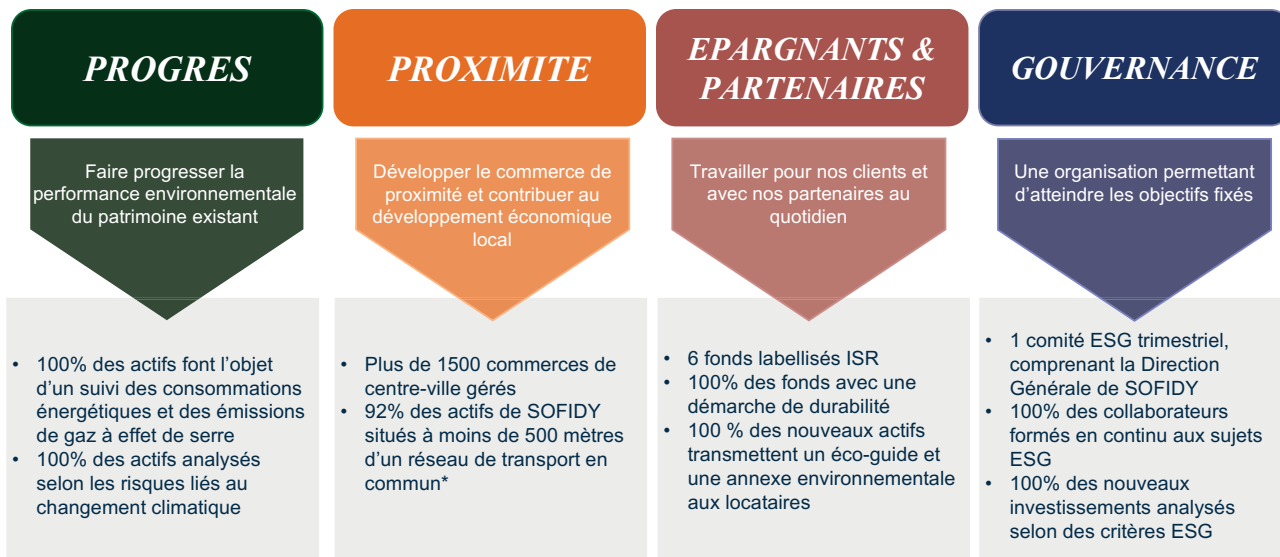 PROGRES
Faire progresser la
performance environnementale
du patrimoine existant
• 100% des actifs font l’objet
d’un suivi des consommations
énergétiques et des émissions
de gaz à effet de serre
• 100% des actifs analysés
selon les risques liés au
changement climatique
PROXIMITE
Développer le commerce de
proximité et contribuer au
développement économique
local
• Plus de 1500 commerces de
centre-ville gérés
• 92% des actifs de SOFIDY
situés à moins de 500 mètres
d’un réseau de transport en
commun*
EPARGNANTS &
PARTENAIRES
Travailler pour nos clients et
avec nos partenaires au
quotidien
• 6 fonds labellisés ISR
• 100% des fonds avec une
démarche de durabilité
• 100 % des nouveaux actifs
transmettent un éco-guide et
une annexe environnementale
aux locataires
GOUVERNANCE
Une organisation permettant
d’atteindre les objectifs fixés
• 1 comité ESG trimestriel,
comprenant la Direction
Générale de SOFIDY
• 100% des collaborateurs
formés en continu aux sujets
ESG
• 100% des nouveaux
investissements analysés
selon des critères ESG